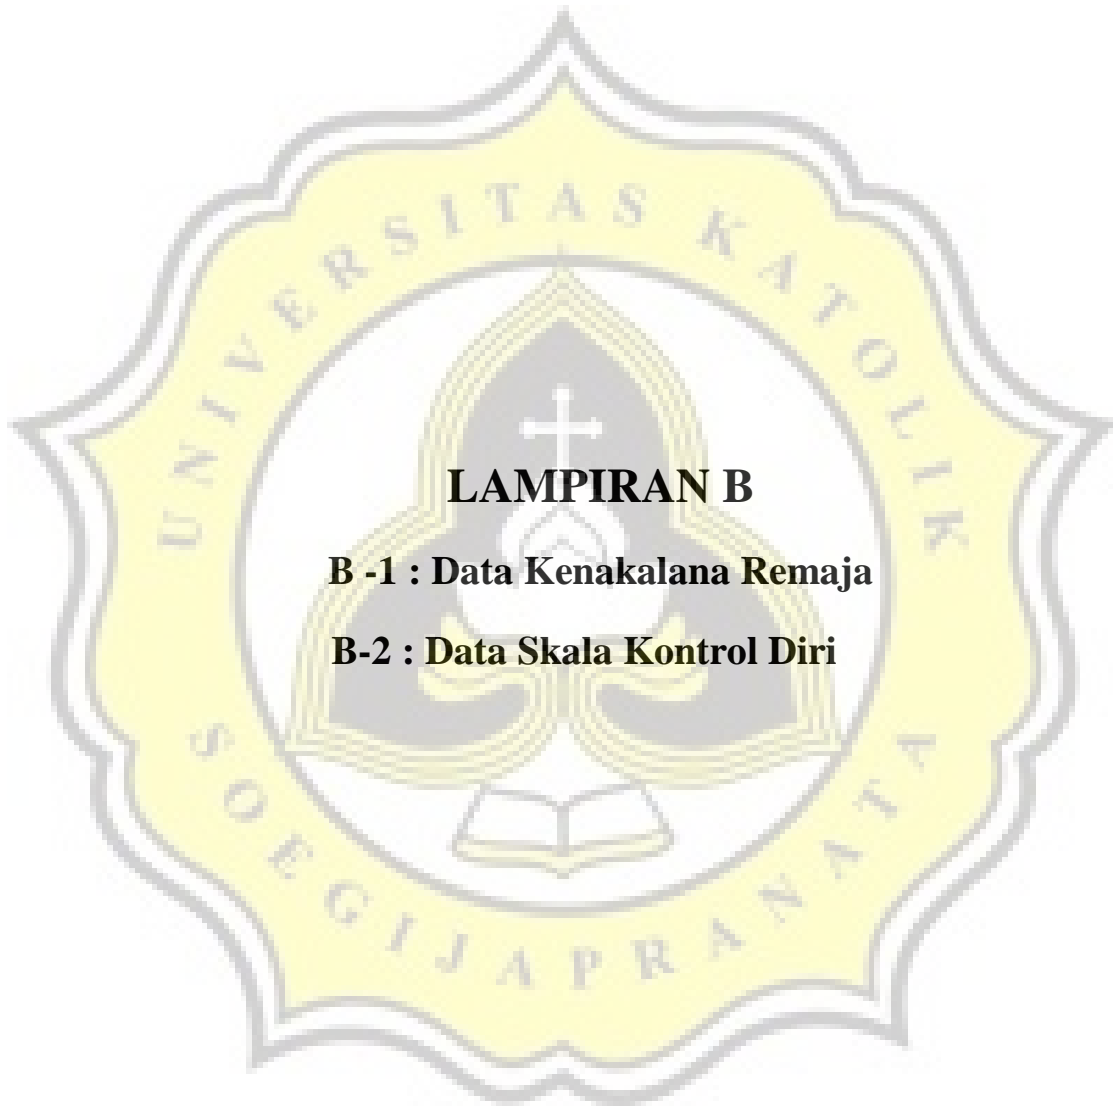 UNIVERSITAS KATOLIK
LAMPIRAN B
B -1 : Data Kenakalana Remaja
B-2 : Data Skala Kontrol Diri
SOEGIJAPRANATA